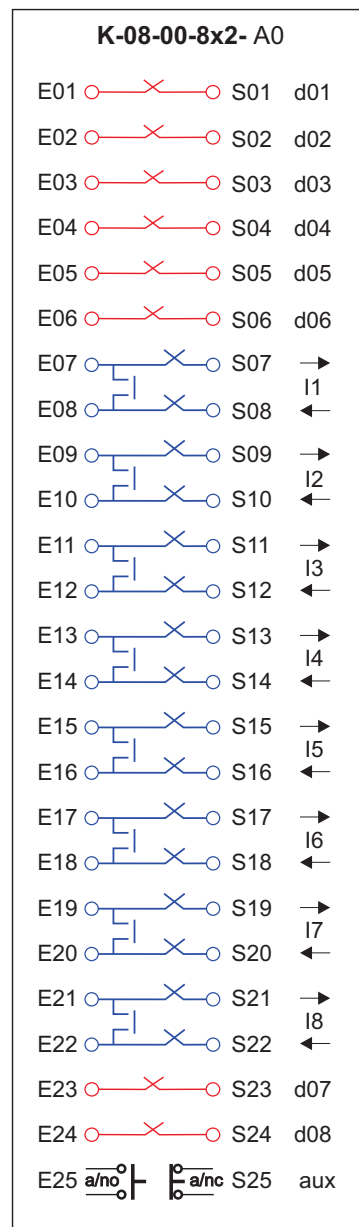 K-08-00-8x2- A0
E01 S01 d01
E02 S02 d02
E03 S03 d03
E04 S04 d04
E05 S05 d05
E06 S06 d06
E07 S07
I1
E08 S08
E09 S09
I2
E10 S10
E11 S11
I3
E12 S12
E13 S13
I4
E14 S14
E15 S15
I5
E16 S16
E17 S17
I6
E18 S18
E19 S19
I7
E20 S20
E21 S21
I8
E22 S22
E23 S23 d07
E24 S24 d08
E25 a/no a/nc S25 aux